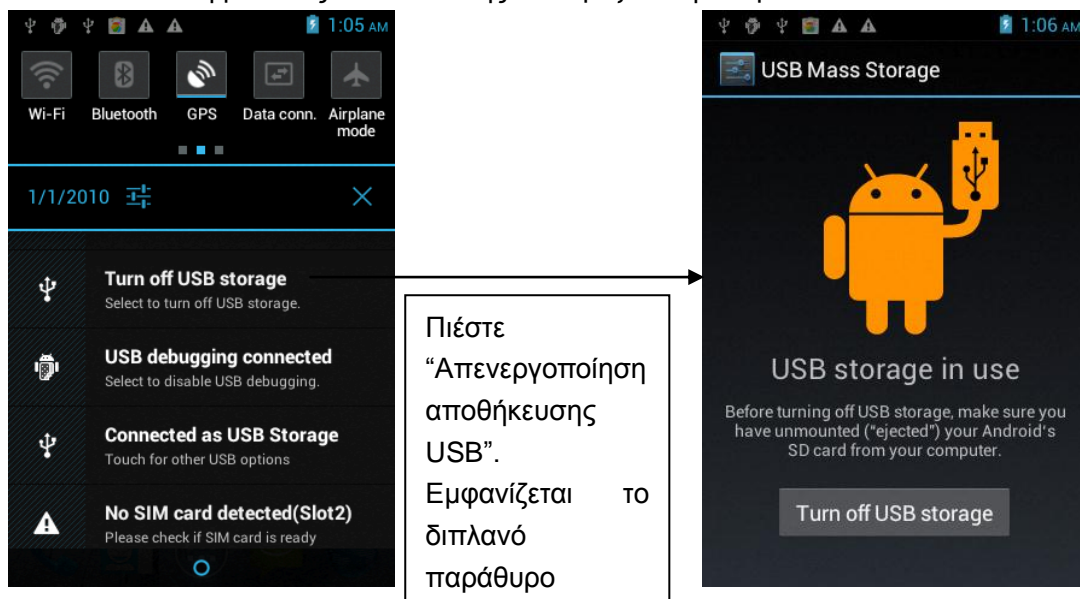 1:05 AM
Wi-Fi
Bluetooth
GPS
Data conn.
Airplane
mode
1/1/2010
Turn off USB storage
Select to turn off USB storage.
USB debugging connected
Select to disable USB debugging.
Connected as USB Storage
Touch for other USB options
No SIM card detected(Slot2)
Please check if SIM card is ready
Πιέστε
“Απενεργοποίηση
αποθήκευσης
USB”.
Εμφανίζεται το
διπλανό
παράθυρο
1:06 AM
USB Mass Storage
USB storage in use
Before turning off USB storage, make sure you
have unmounted (“ejected”) your Android's
SD card from your computer.
Turn off USB storage